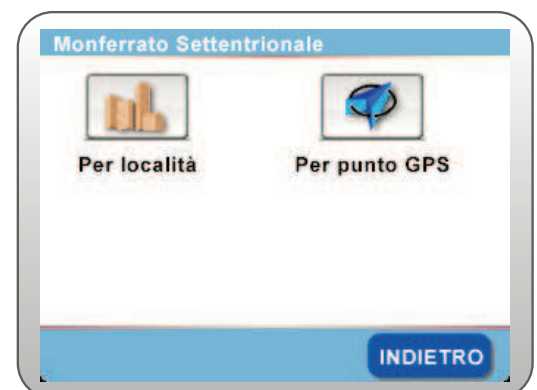 Monferrato Settentrionale
Per località
Per punto GPS
INDIETRO